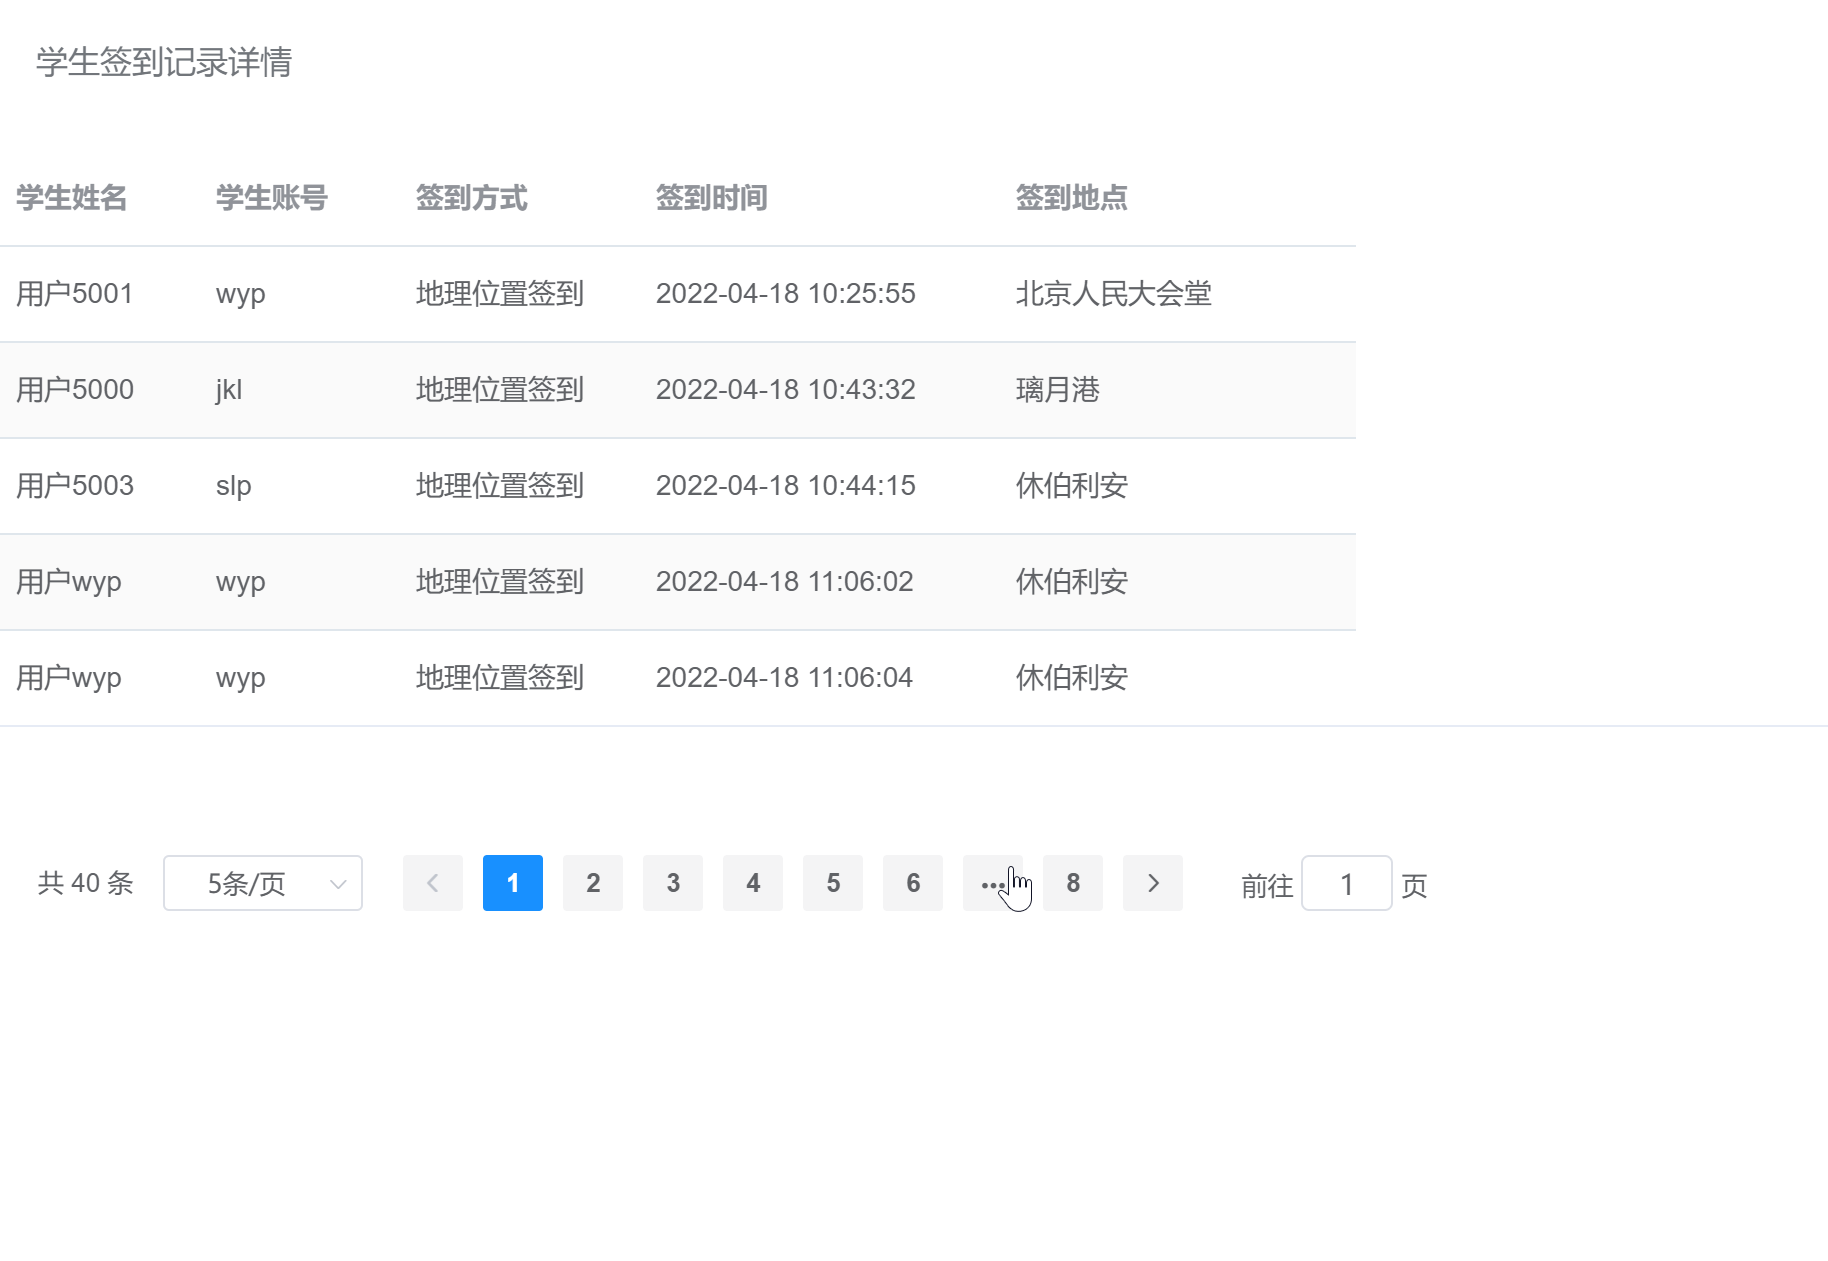 学生签到记录详情
学生姓名 学生账号 签到方式 签到时间 签到地点
用户5001 wyp 地理位置签到 2022-04-18 10:25:55 北京人民大会堂
用户5000 jkl 地理位置签到 2022-04-18 10:43:32 璃月港
用户5003 slp 地理位置签到 2022-04-18 10:44:15 休伯利安
用户wyp wyp 地理位置签到 2022-04-18 11:06:02 休伯利安
用户wyp wyp 地理位置签到 2022-04-18 11:06:04 休伯利安
共 40 条 5条/页 1 2 3 4 5 6 ... 8 前往 1 页